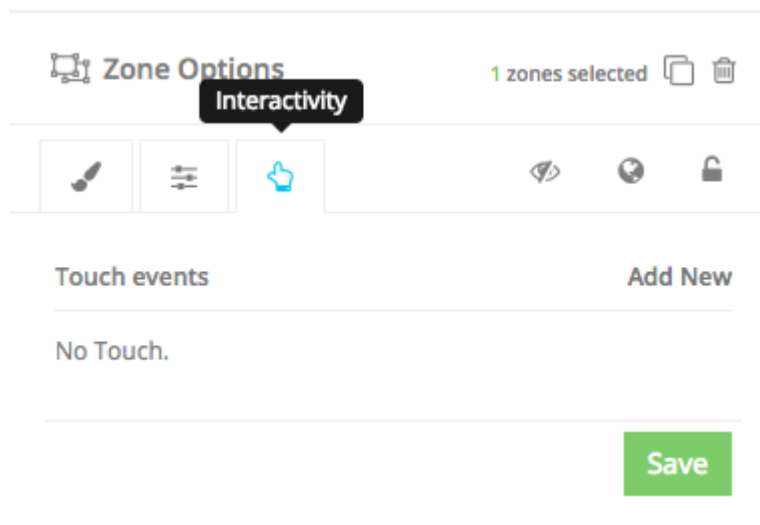 Zone Options
1 zones selected
Interactivity
Touch events
Add New
No Touch.
Save